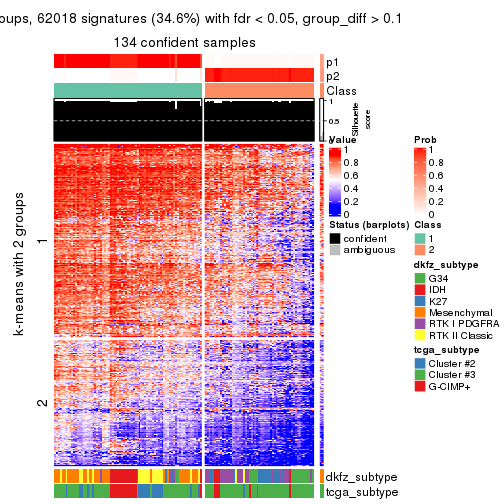 oups, 62018 signatures (34.6%) with fdr < 0.05, group_diff > 0.1
134 confident samples
p1
p2
Class
1
0.5
0
Silhouette
score
k-means with 2 groups
1
2
Value
1
0.8
0.6
0.4
0.2
0
Prob
1
0.8
0.6
0.4
0.2
0
Status (barplots)
confident
ambiguous
Class
1
2
dkfz_subtype
G34
IDH
K27
Mesenchymal
RTK I PDGFRA
RTK II Classic
tcga_subtype
Cluster #2
Cluster #3
G-CIMP+
dkfz_subtype
tcga_subtype